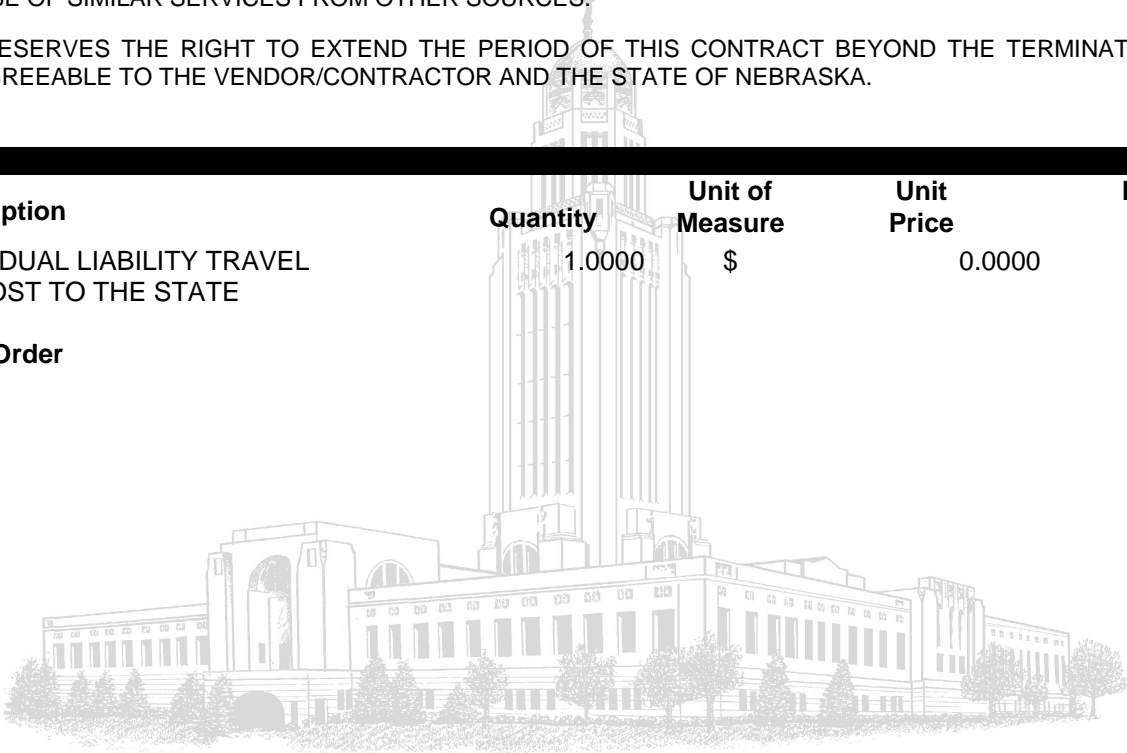 SE OF SIMILAR SERVICES FROM OTHER SOURCES.
ESERVES THE RIGHT TO EXTEND THE PERIOD OF THIS CONTRACT BEYOND THE TERMINAT
GREEABLE TO THE VENDOR/CONTRACTOR AND THE STATE OF NEBRASKA.
ption Quantity Unit of Measure Unit Price
DUAL LIABILITY TRAVEL 1.0000 $ 0.0000
OST TO THE STATE
Order